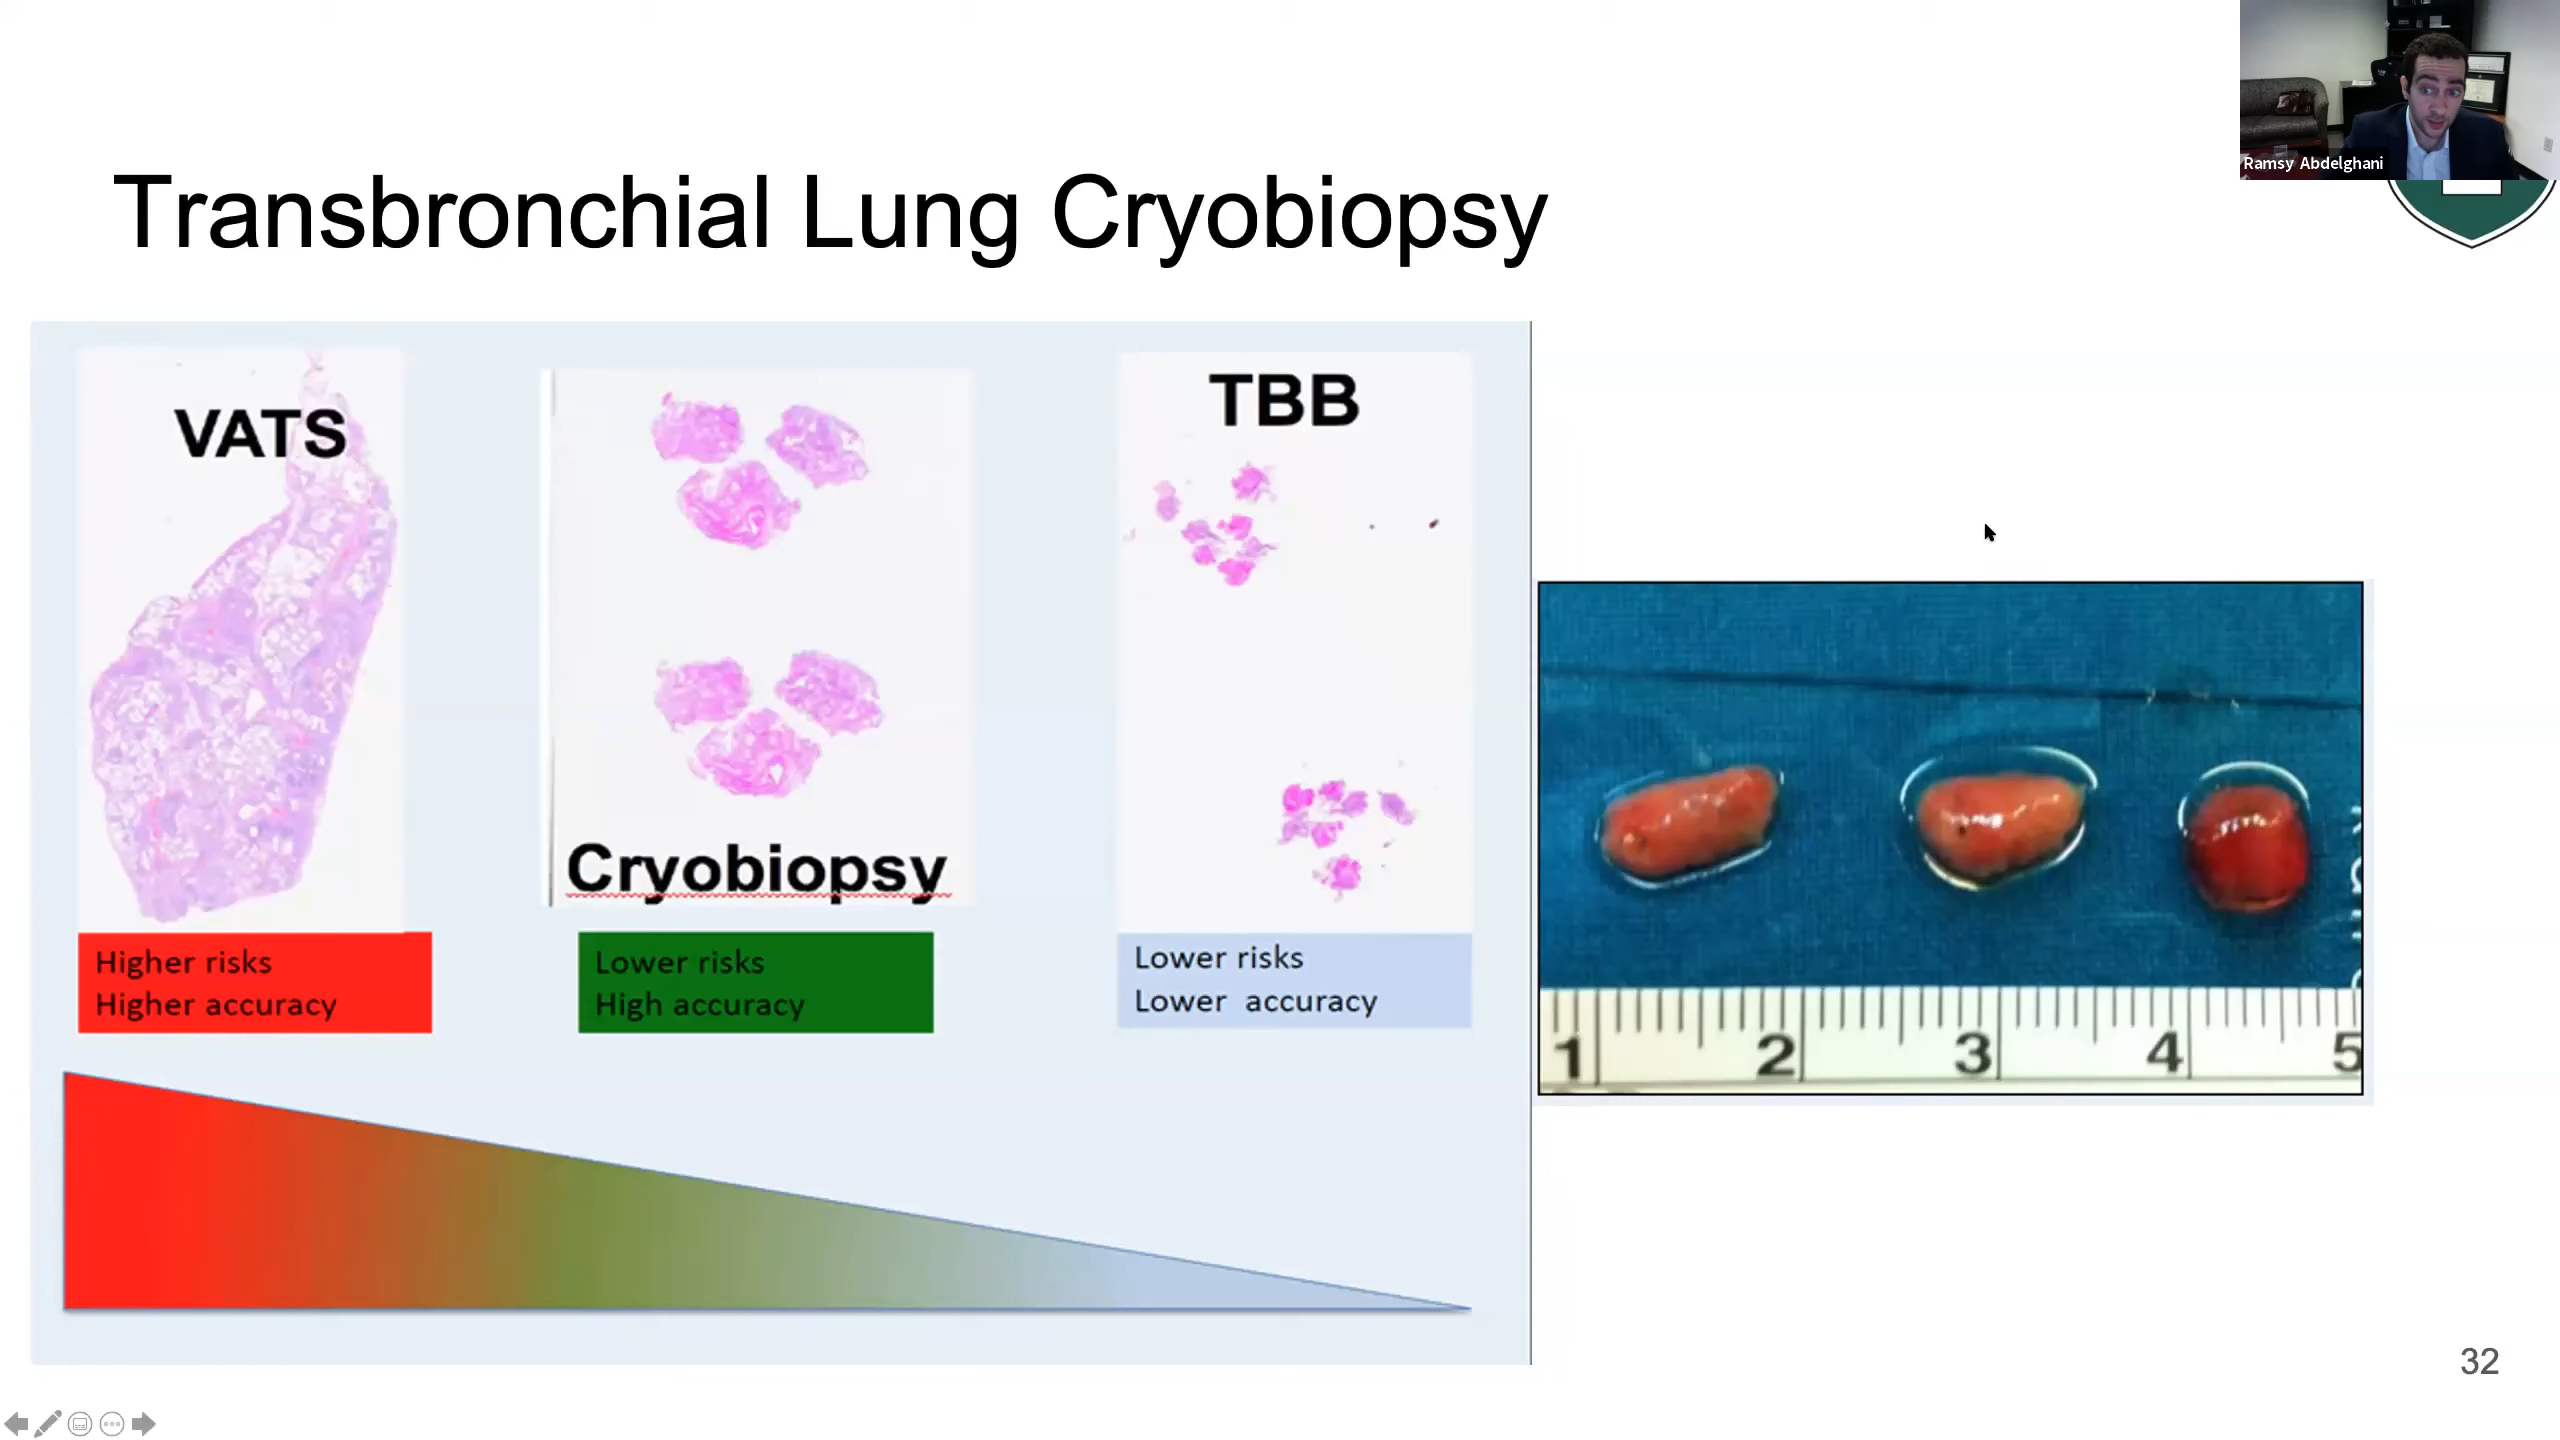 Ramsy Abdelghani
Transbronchial Lung Cryobiopsy
VATS
Cryobiopsy
TBB
Higher risks
Higher accuracy
Lower risks
High accuracy
Lower risks
Lower accuracy
1 2 3 4 5
32